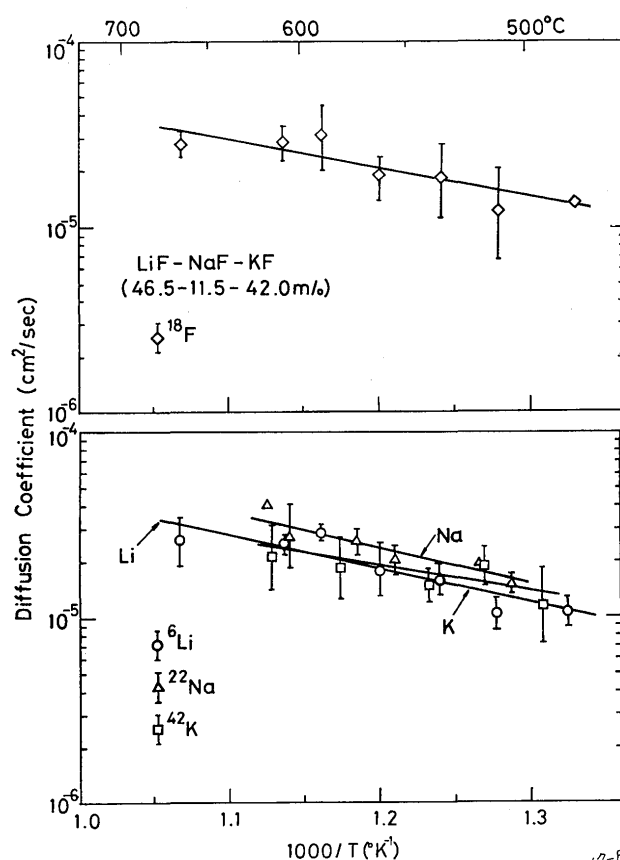 700 600 500°C
10⁻⁴
10⁻⁵
LiF-NaF-KF
(46.5-11.5-42.0m/o)
¹⁸F
10⁻⁶
Diffusion Coefficient (cm²/sec)
10⁻⁴
Li
Na
K
10⁻⁵
⁶Li
²²Na
⁴²K
10⁻⁶
1.0 1.1 1.2 1.3
1000/T(°K⁻¹)